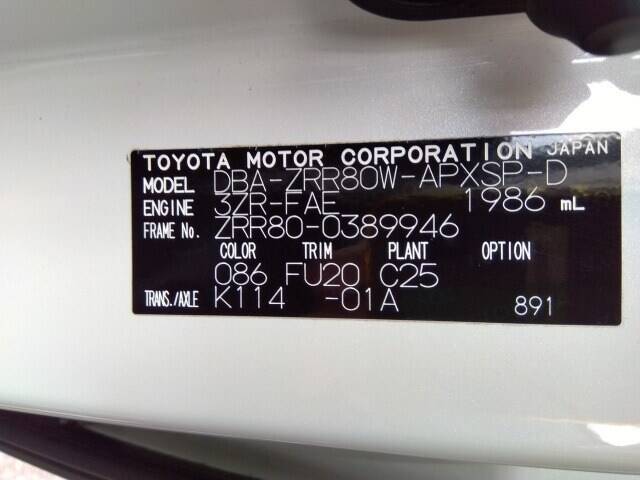 TOYOTA MOTOR CORPORATION JAPAN
MODEL DBA-ZRR80W-APXSP-D
ENGINE 3ZR-FAE 1986 mL
FRAME No. ZRR80-0389946
COLOR TRIM PLANT OPTION
086 FU20 C25
TRANS./AXLE K114 -01A 891